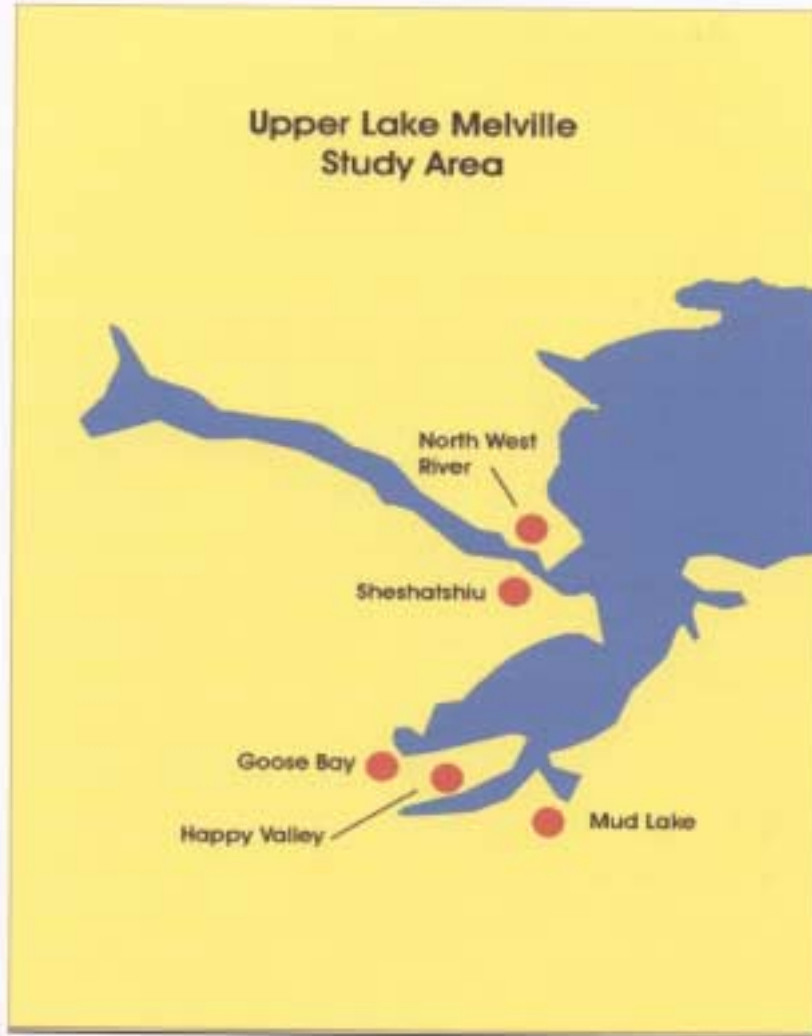 Upper Lake Melville
Study Area
North West
River
Sheshatshiu
Goose Bay
Happy Valley
Mud Lake